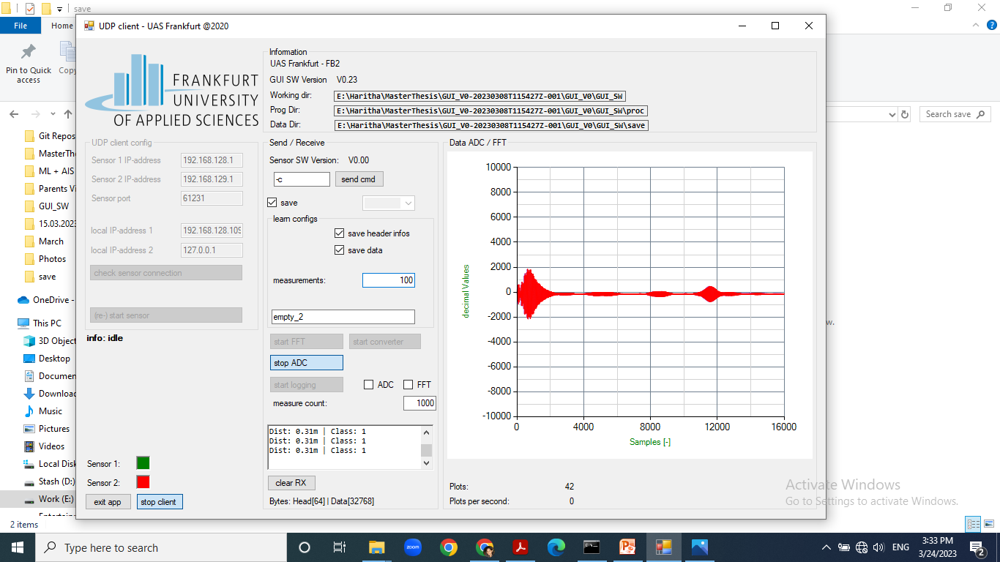 save
File
Home
UDP client - UAS Frankfurt @2020
Pin to Quick
access
Copy
Search save
FRANKFURT
UNIVERSITY
OF APPLIED SCIENCES
Information
UAS Frankfurt - FB2
GUI SW Version V0.23
Working dir: E:\Haritha\MasterThesis\GUI_V0-20230308T115427Z-001\GUI_V0\GUI_SW
Prog Dir: E:\Haritha\MasterThesis\GUI_V0-20230308T115427Z-001\GUI_V0\GUI_SW\proc
Data Dir: E:\Haritha\MasterThesis\GUI_V0-20230308T115427Z-001\GUI_V0\GUI_SW\save
Git Repos
MasterThe
ML + AIS
Parents Vi
GUI_SW
15.03.2023
March
Photos
save
OneDrive -
This PC
3D Object
Desktop
Documen
Downloac
Music
Pictures
Videos
Local Disk
Stash (D:)
Work (E:)
2 items
UDP client config
Sensor 1 IP-address 192.168.128.1
Sensor 2 IP-address 192.168.129.1
Sensor port 61231
local IP-address 1 192.168.128.109
local IP-address 2 127.0.0.1
check sensor connection
(re-) start sensor
info: idle
Sensor 1:
Sensor 2:
exit app stop client
Send / Receive
Sensor SW Version: V0.00
-c send cmd
save
learn configs
save header infos
save data
measurements: 100
empty_2
start FFT start converter
stop ADC
start logging ADC FFT
measure count: 1000
Dist: 0.31m | Class: 1
Dist: 0.31m | Class: 1
Dist: 0.31m | Class: 1
clear RX
Bytes: Head[64] | Data[32768]
Data ADC / FFT
10000
8000
6000
4000
2000
0
-2000
-4000
-6000
-8000
-10000
decimal Values
0 4000 8000 12000 16000
Samples [-]
Plots: 42
Plots per second: 0
w.
Activate Windows
Go to Settings to activate Windows.
Type here to search
zoom
ENG
3:33 PM
3/24/2023
2